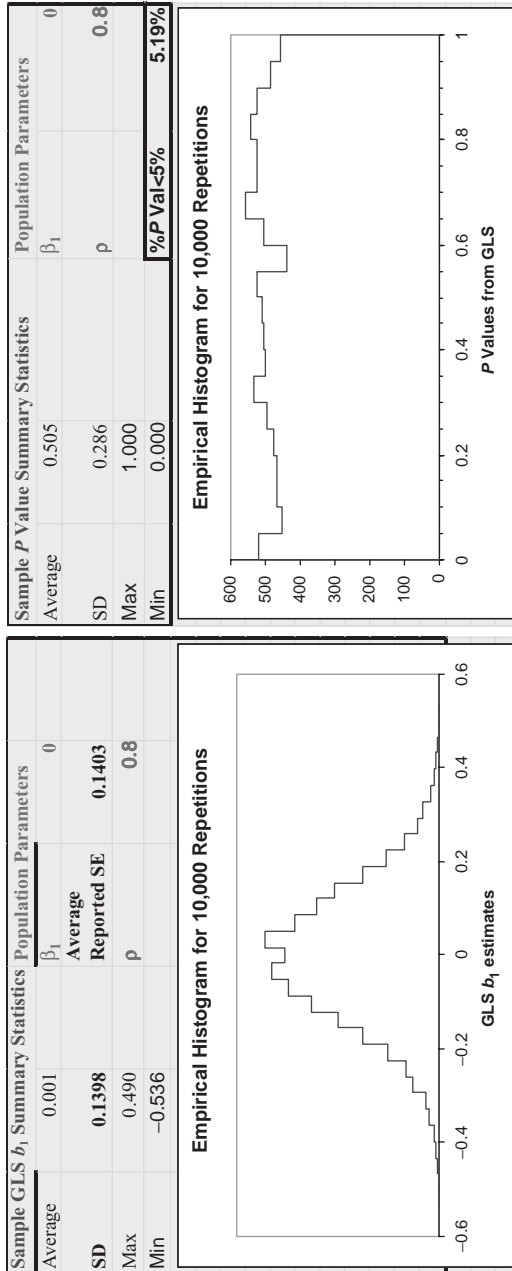 Sample GLS b₁ Summary Statistics Population Parameters
Average 0.001 β₁ 0
Average
SD 0.1398 Reported SE 0.1403
Max 0.490 ρ 0.8
Min −0.536
Empirical Histogram for 10,000 Repetitions
−0.6 −0.4 −0.2 0 0.2 0.4 0.6
GLS b₁ estimates
Sample P Value Summary Statistics Population Parameters
Average 0.505 β₁ 0
SD 0.286 ρ 0.8
Max 1.000
Min 0.000 %P Val<5% 5.19%
Empirical Histogram for 10,000 Repetitions
600
500
400
300
200
100
0
0 0.2 0.4 0.6 0.8 1
P Values from GLS